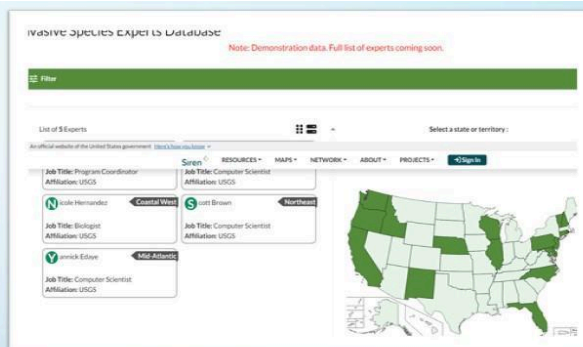 Invasive Species Experts Database
Note: Demonstration data. Full list of experts coming soon.
Filter
List of 5 Experts
Select a state or territory :
An official website of the United States government Here's how you know
Siren RESOURCES MAPS NETWORK ABOUT PROJECTS Sign In
Job Title: Program Coordinator
Affiliation: USGS
Job Title: Computer Scientist
Affiliation: USGS
Nicole Hernandez Coastal West
Job Title: Biologist
Affiliation: USGS
Scott Brown Northeast
Job Title: Computer Scientist
Affiliation: USGS
Yannick Edaye Mid-Atlantic
Job Title: Computer Scientist
Affiliation: USGS